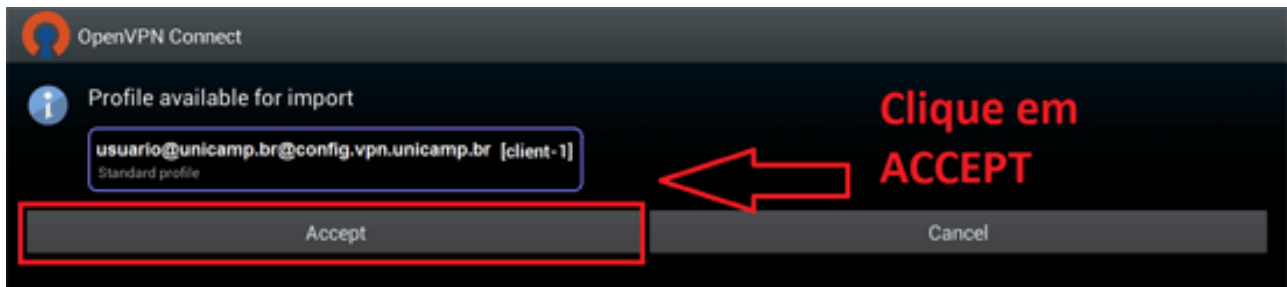 OpenVPN Connect
Profile available for import
usuario@unicamp.br@config.vpn.unicamp.br [client-1]
Standard profile
Clique em
ACCEPT
Accept
Cancel